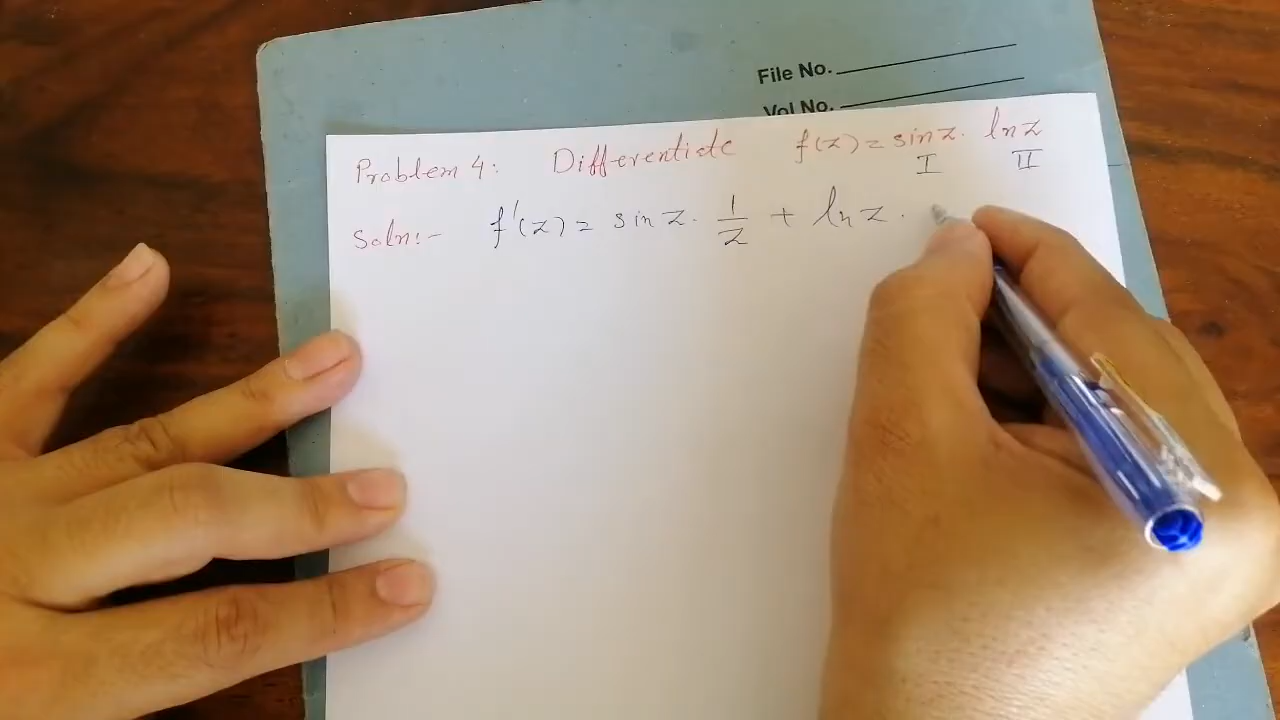 File No.
Vol No.
Problem 4: Differentiate f(z) = sin z . ln z
I II
Soln:- f'(z) = sin z . 1/z + ln z .